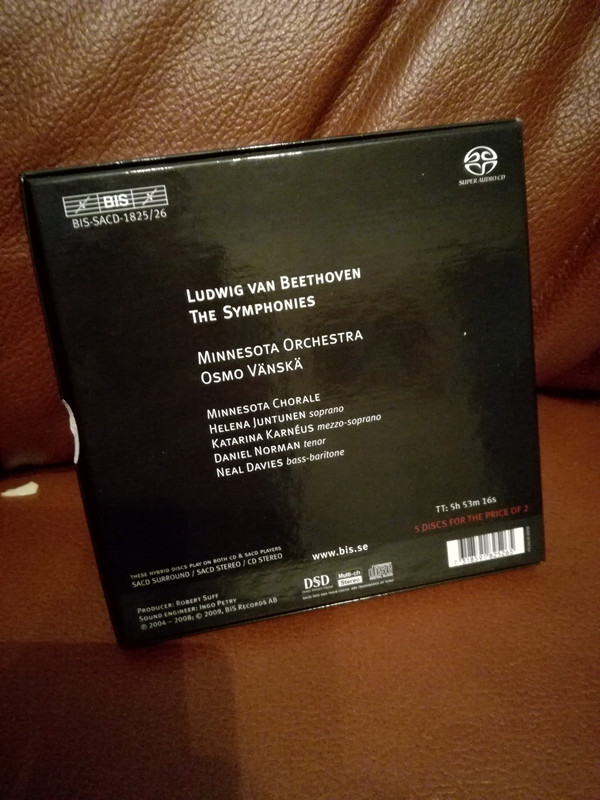 BIS
BIS-SACD-1825/26
SUPER AUDIO CD
LUDWIG VAN BEETHOVEN
THE SYMPHONIES
MINNESOTA ORCHESTRA
OSMO VÄNSKÄ
MINNESOTA CHORALE
HELENA JUNTUNEN soprano
KATARINA KARNÉUS mezzo-soprano
DANIEL NORMAN tenor
NEAL DAVIES bass-baritone
TT: 5h 53m 16s
5 DISCS FOR THE PRICE OF 2
THESE HYBRID DISCS PLAY ON BOTH CD & SACD PLAYERS
SACD SURROUND / SACD STEREO / CD STEREO
www.bis.se
DSD
Multi-ch
Stereo
PRODUCER: ROBERT SUFF
SOUND ENGINEER: INGO PETRY
℗ 2004 – 2008; © 2009, BIS RECORDS AB